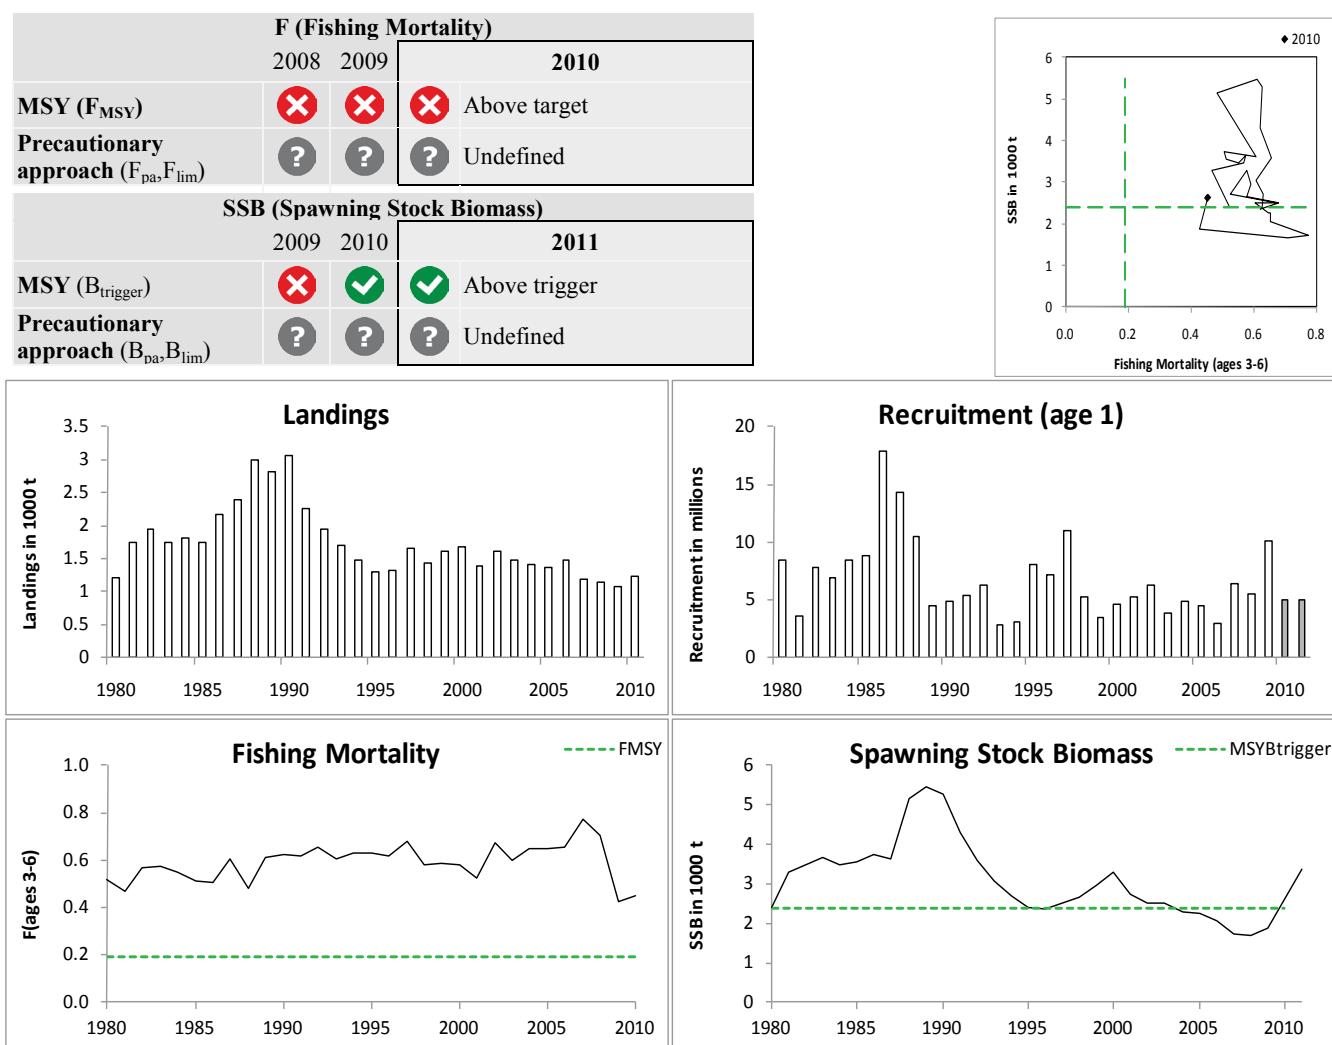 F (Fishing Mortality)
2008 2009 2010
MSY (FMSY) Above target
Precautionary
approach (Fpa,Flim) ? ? ? Undefined
SSB (Spawning Stock Biomass)
2009 2010 2011
MSY (Btrigger) Above trigger
Precautionary
approach (Bpa,Blim) ? ? ? Undefined
2010
SSB in 1000 t
6
5
4
3
2
1
0
0.0 0.2 0.4 0.6 0.8
Fishing Mortality (ages 3-6)
Landings
Landings in 1000 t
3.5
3
2.5
2
1.5
1
0.5
0
1980 1985 1990 1995 2000 2005 2010
Recruitment (age 1)
Recruitment in millions
20
15
10
5
0
1980 1985 1990 1995 2000 2005 2010
Fishing Mortality
FMSY
F(ages 3-6)
1.0
0.8
0.6
0.4
0.2
0.0
1980 1985 1990 1995 2000 2005 2010
Spawning Stock Biomass
MSYBtrigger
SSB in 1000 t
6
5
4
3
2
1
0
1980 1985 1990 1995 2000 2005 2010